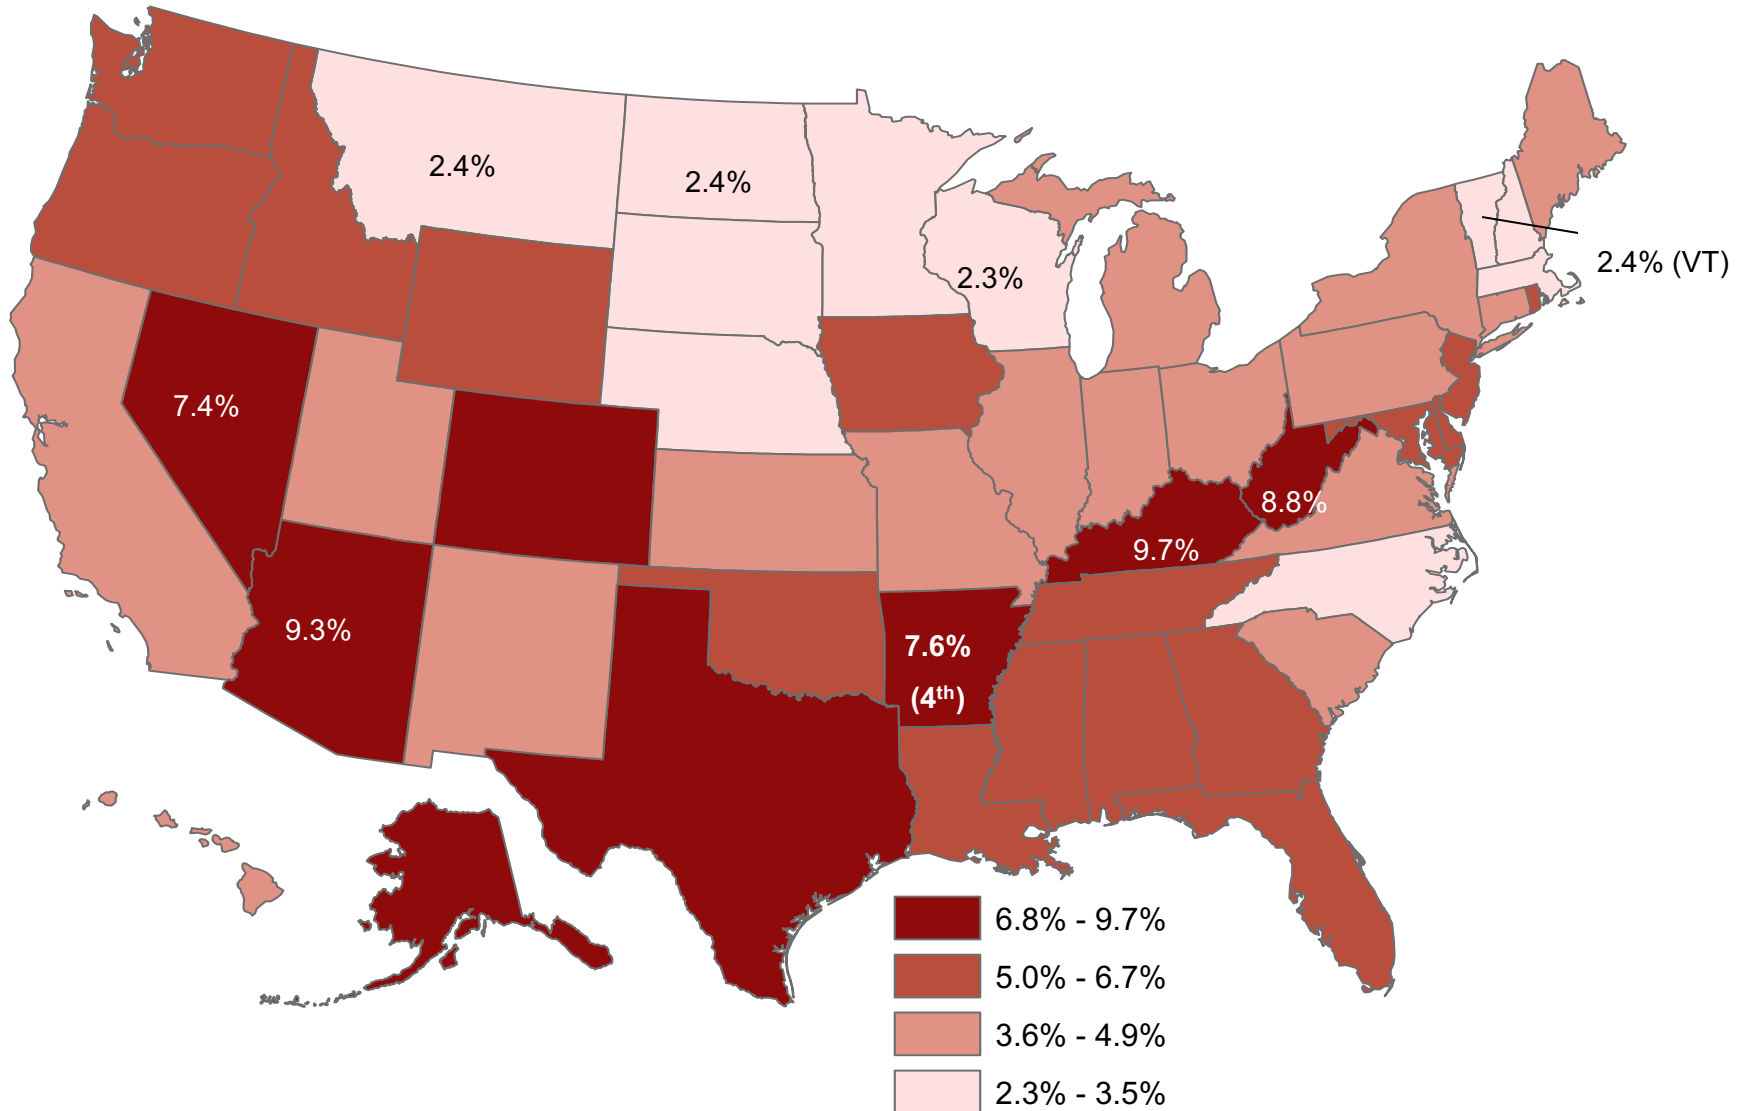 2.4%
2.4%
2.3%
2.4% (VT)
7.4%
8.8%
9.7%
9.3%
7.6%
(4th)
6.8% - 9.7%
5.0% - 6.7%
3.6% - 4.9%
2.3% - 3.5%